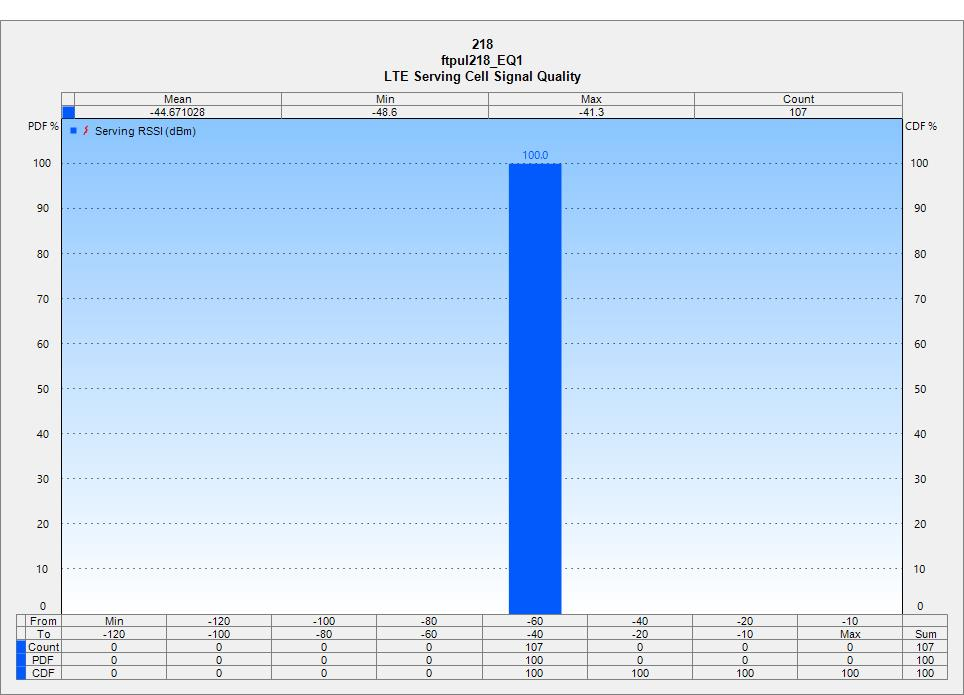 218
ftpul218_EQ1
LTE Serving Cell Signal Quality
Mean Min Max Count
-44.671028 -48.6 -41.3 107
PDF % Serving RSSI (dBm) CDF %
100.0
100 100
90 90
80 80
70 70
60 60
50 50
40 40
30 30
20 20
10 10
0 0
From Min -120 -100 -80 -60 -40 -20 -10
To -120 -100 -80 -60 -40 -20 -10 Max Sum
Count 0 0 0 0 107 0 0 0 107
PDF 0 0 0 0 100 0 0 0 100
CDF 0 0 0 0 100 100 100 100 100